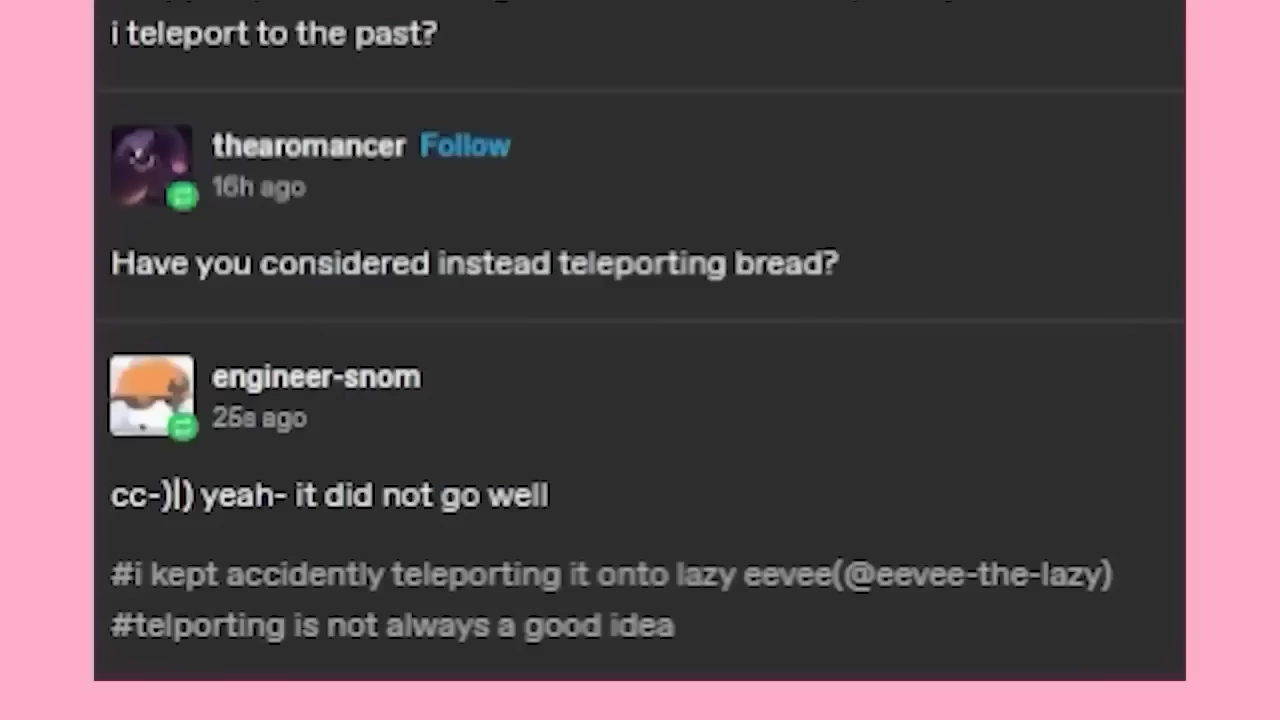 i teleport to the past?
thearomancer Follow
16h ago
Have you considered instead teleporting bread?
engineer-snom
25s ago
cc-)|) yeah- it did not go well
#i kept accidently teleporting it onto lazy eevee(@eevee-the-lazy)
#telporting is not always a good idea